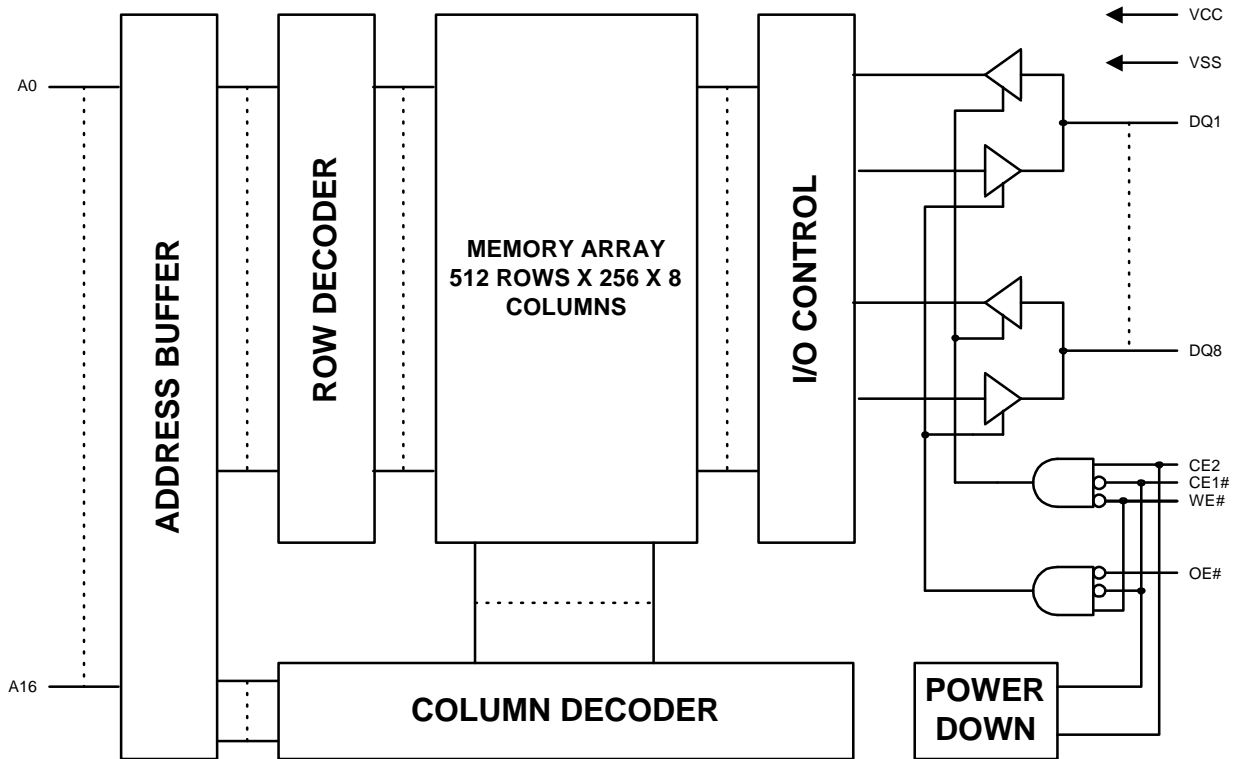 VCC
VSS
A0
DQ1
ADDRESS BUFFER
ROW DECODER
MEMORY ARRAY
512 ROWS X 256 X 8
COLUMNS
I/O CONTROL
DQ8
CE2
CE1#
WE#
OE#
A16
COLUMN DECODER
POWER
DOWN